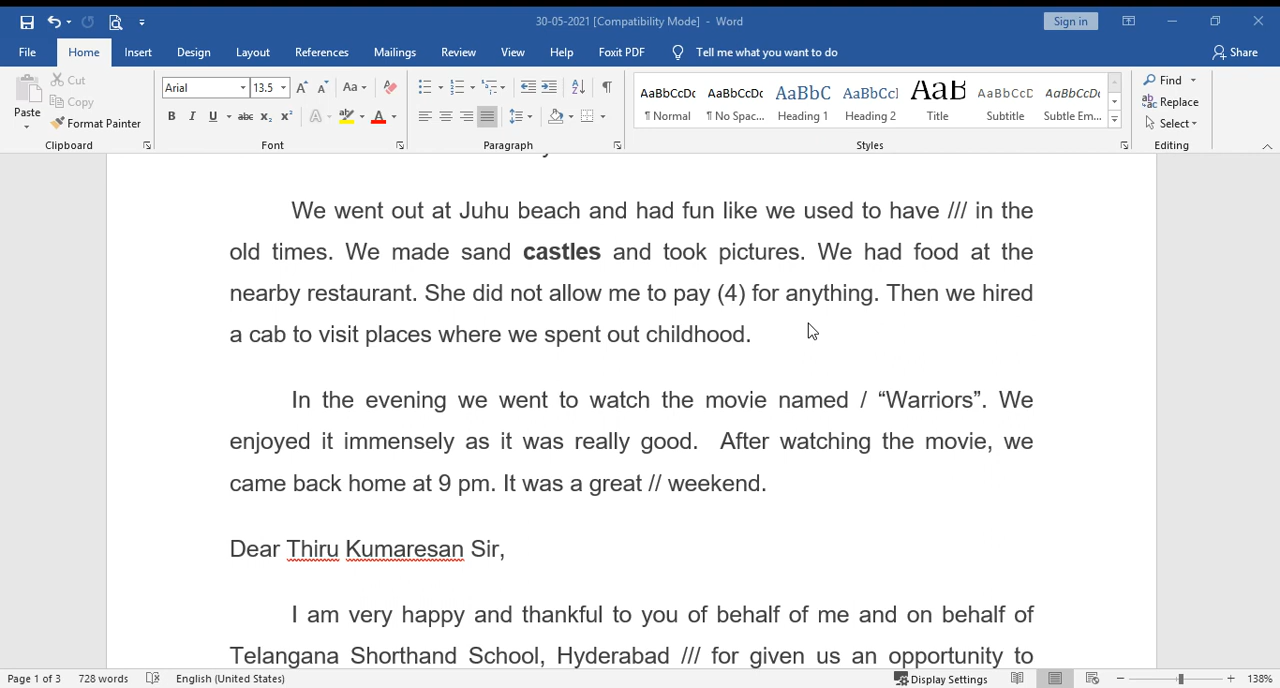 30-05-2021 [Compatibility Mode] - Word
Sign in
File Home Insert Design Layout References Mailings Review View Help Foxit PDF Tell me what you want to do Share
Cut
Copy
Paste
Format Painter
Clipboard
Arial 13.5 Aa
B I U abc x₂ x² A A
Font
Paragraph
AaBbCcDc AaBbCcDc AaBbC AaBbCcI AaB AaBbCcD AaBbCcDc
¶ Normal ¶ No Spac... Heading 1 Heading 2 Title Subtitle Subtle Em...
Styles
Find
Replace
Select
Editing
We went out at Juhu beach and had fun like we used to have /// in the
old times. We made sand castles and took pictures. We had food at the
nearby restaurant. She did not allow me to pay (4) for anything. Then we hired
a cab to visit places where we spent out childhood.
In the evening we went to watch the movie named / “Warriors”. We
enjoyed it immensely as it was really good. After watching the movie, we
came back home at 9 pm. It was a great // weekend.
Dear Thiru Kumaresan Sir,
I am very happy and thankful to you of behalf of me and on behalf of
Telangana Shorthand School, Hyderabad /// for given us an opportunity to
Page 1 of 3 728 words English (United States) Display Settings 138%